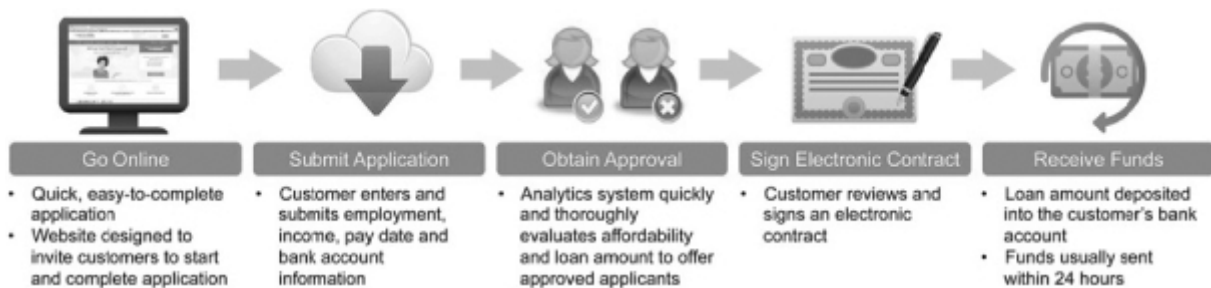 Go Online
• Quick, easy-to-complete
application
• Website designed to
invite customers to start
and complete application
Submit Application
• Customer enters and
submits employment,
income, pay date and
bank account
information
Obtain Approval
• Analytics system quickly
and thoroughly
evaluates affordability
and loan amount to offer
approved applicants
Sign Electronic Contract
• Customer reviews and
signs an electronic
contract
Receive Funds
• Loan amount deposited
into the customer's bank
account
• Funds usually sent
within 24 hours